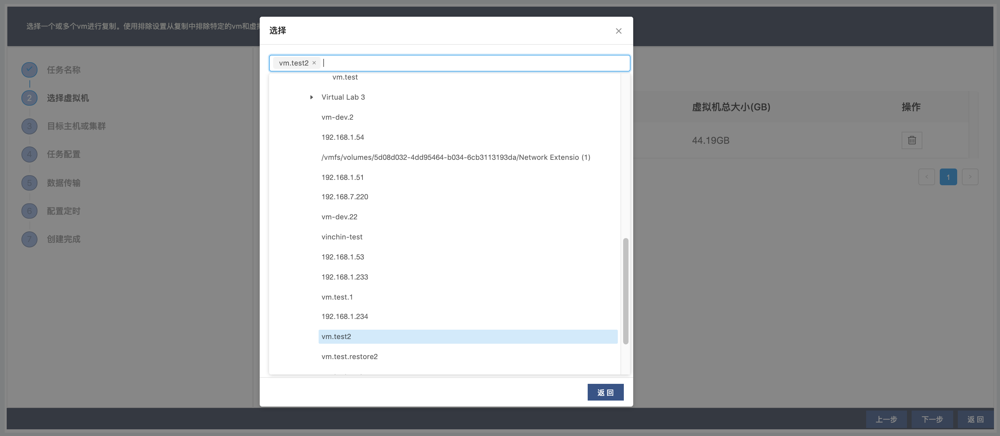 选择一个或多个vm进行复制。使用排除设置从复制中排除特定的vm和虚
任务名称
2 选择虚拟机
3 目标主机或集群
4 任务配置
5 数据传输
6 配置定时
7 创建完成
选择
vm.test2
vm.test
Virtual Lab 3
vm-dev.2
192.168.1.54
/vmfs/volumes/5d08d032-4dd95464-b034-6cb3113193da/Network Extensio (1)
192.168.1.51
192.168.7.220
vm-dev.22
vinchin-test
192.168.1.53
192.168.1.233
vm.test.1
192.168.1.234
vm.test2
vm.test.restore2
返 回
虚拟机总大小(GB) 操作
44.19GB
1
上一步 下一步 返 回